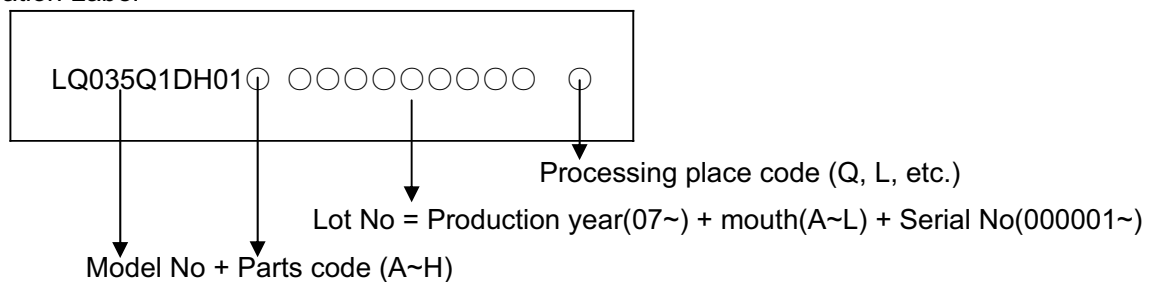 LQ035Q1DH01○ ○○○○○○○○○ ○
Processing place code (Q, L, etc.)
Lot No = Production year(07~) + mouth(A~L) + Serial No(000001~)
Model No + Parts code (A~H)